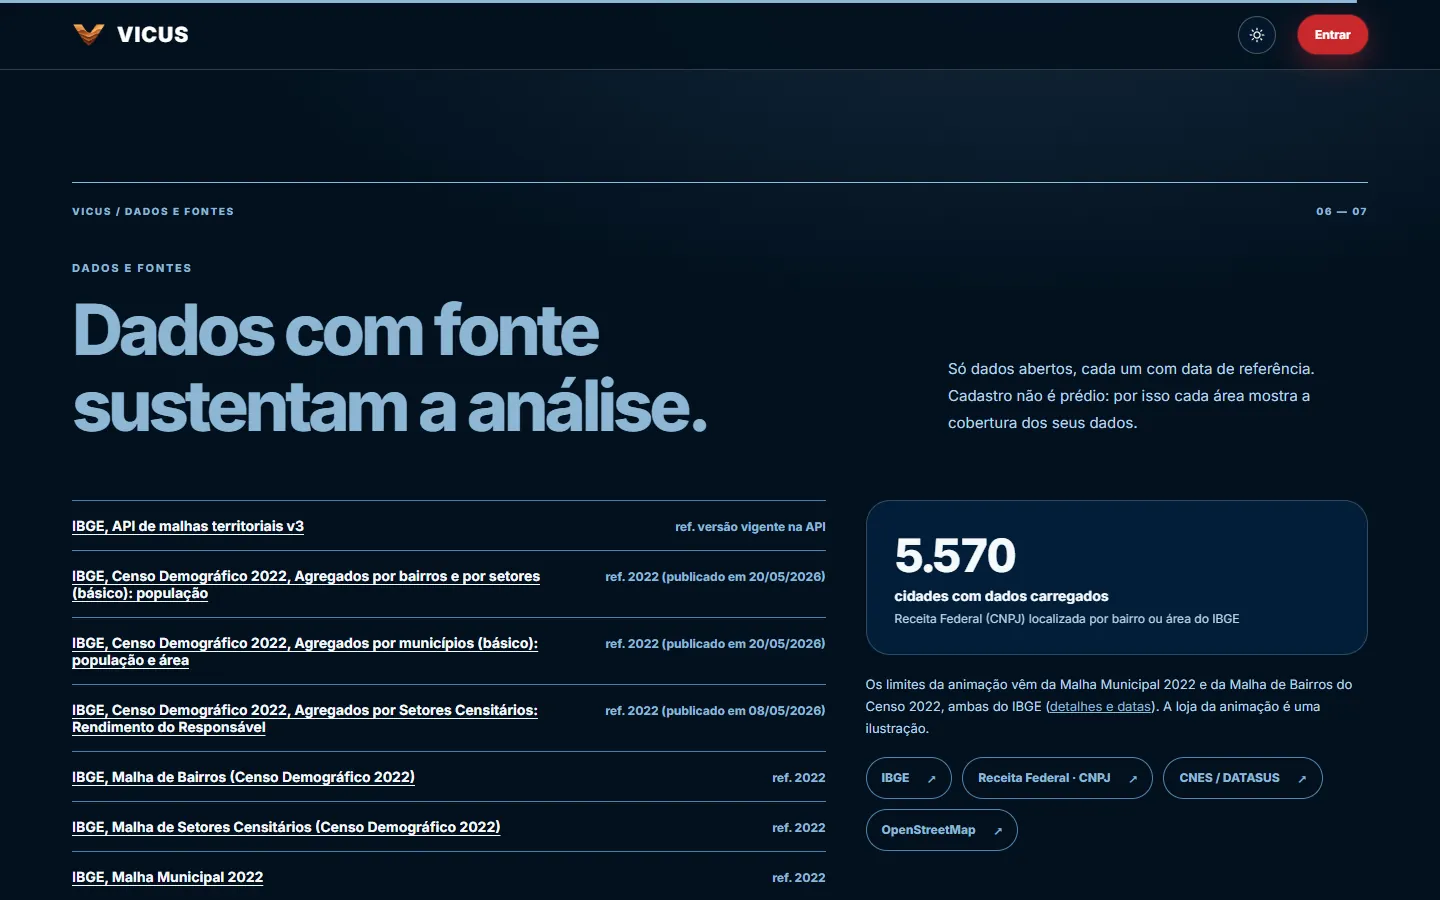 VICUS
Entrar
VICUS / DADOS E FONTES
06 — 07
DADOS E FONTES
Dados com fonte
sustentam a análise.
Só dados abertos, cada um com data de referência.
Cadastro não é prédio: por isso cada área mostra a
cobertura dos seus dados.
IBGE, API de malhas territoriais v3
ref. versão vigente na API
IBGE, Censo Demográfico 2022, Agregados por bairros e por setores
(básico): população
ref. 2022 (publicado em 20/05/2026)
IBGE, Censo Demográfico 2022, Agregados por municípios (básico):
população e área
ref. 2022 (publicado em 20/05/2026)
IBGE, Censo Demográfico 2022, Agregados por Setores Censitários:
Rendimento do Responsável
ref. 2022 (publicado em 08/05/2026)
IBGE, Malha de Bairros (Censo Demográfico 2022)
ref. 2022
IBGE, Malha de Setores Censitários (Censo Demográfico 2022)
ref. 2022
IBGE, Malha Municipal 2022
ref. 2022
5.570
cidades com dados carregados
Receita Federal (CNPJ) localizada por bairro ou área do IBGE
Os limites da animação vêm da Malha Municipal 2022 e da Malha de Bairros do
Censo 2022, ambas do IBGE (detalhes e datas). A loja da animação é uma
ilustração.
IBGE ↗
Receita Federal · CNPJ ↗
CNES / DATASUS ↗
OpenStreetMap ↗